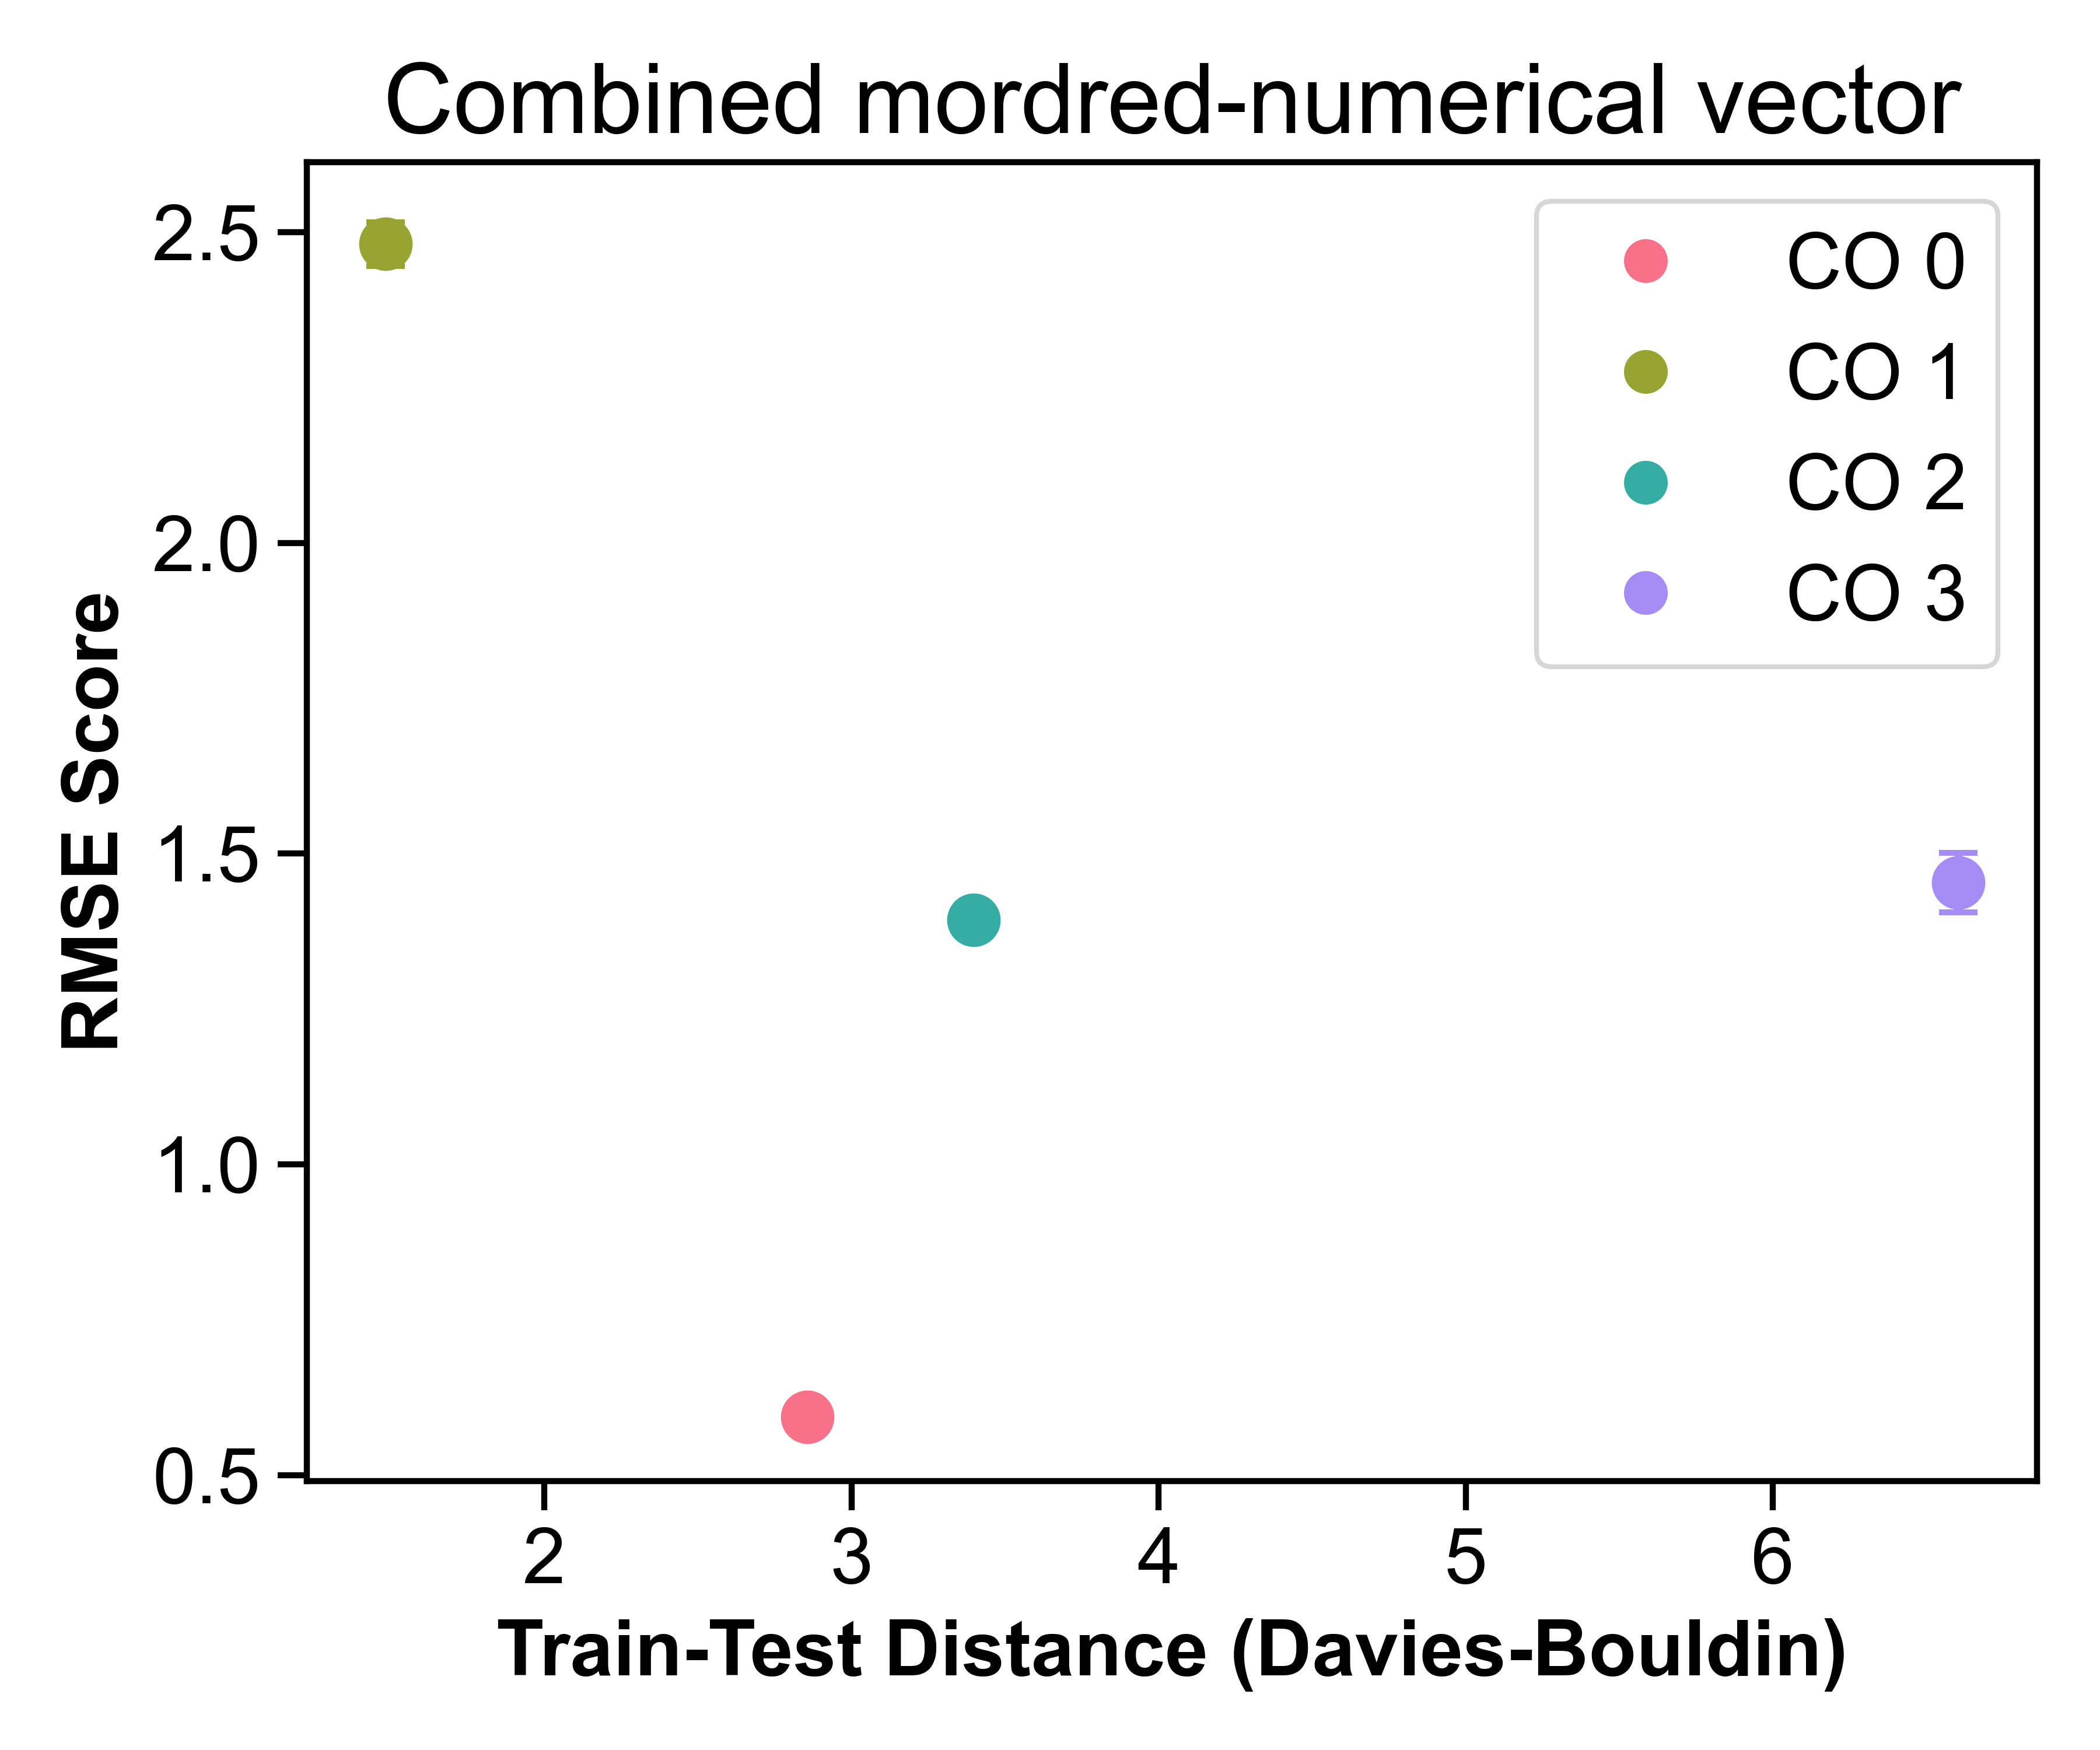 Combined mordred-numerical vector
2.5
2.0
1.5
1.0
0.5
RMSE Score
CO 0
CO 1
CO 2
CO 3
2 3 4 5 6
Train-Test Distance (Davies-Bouldin)